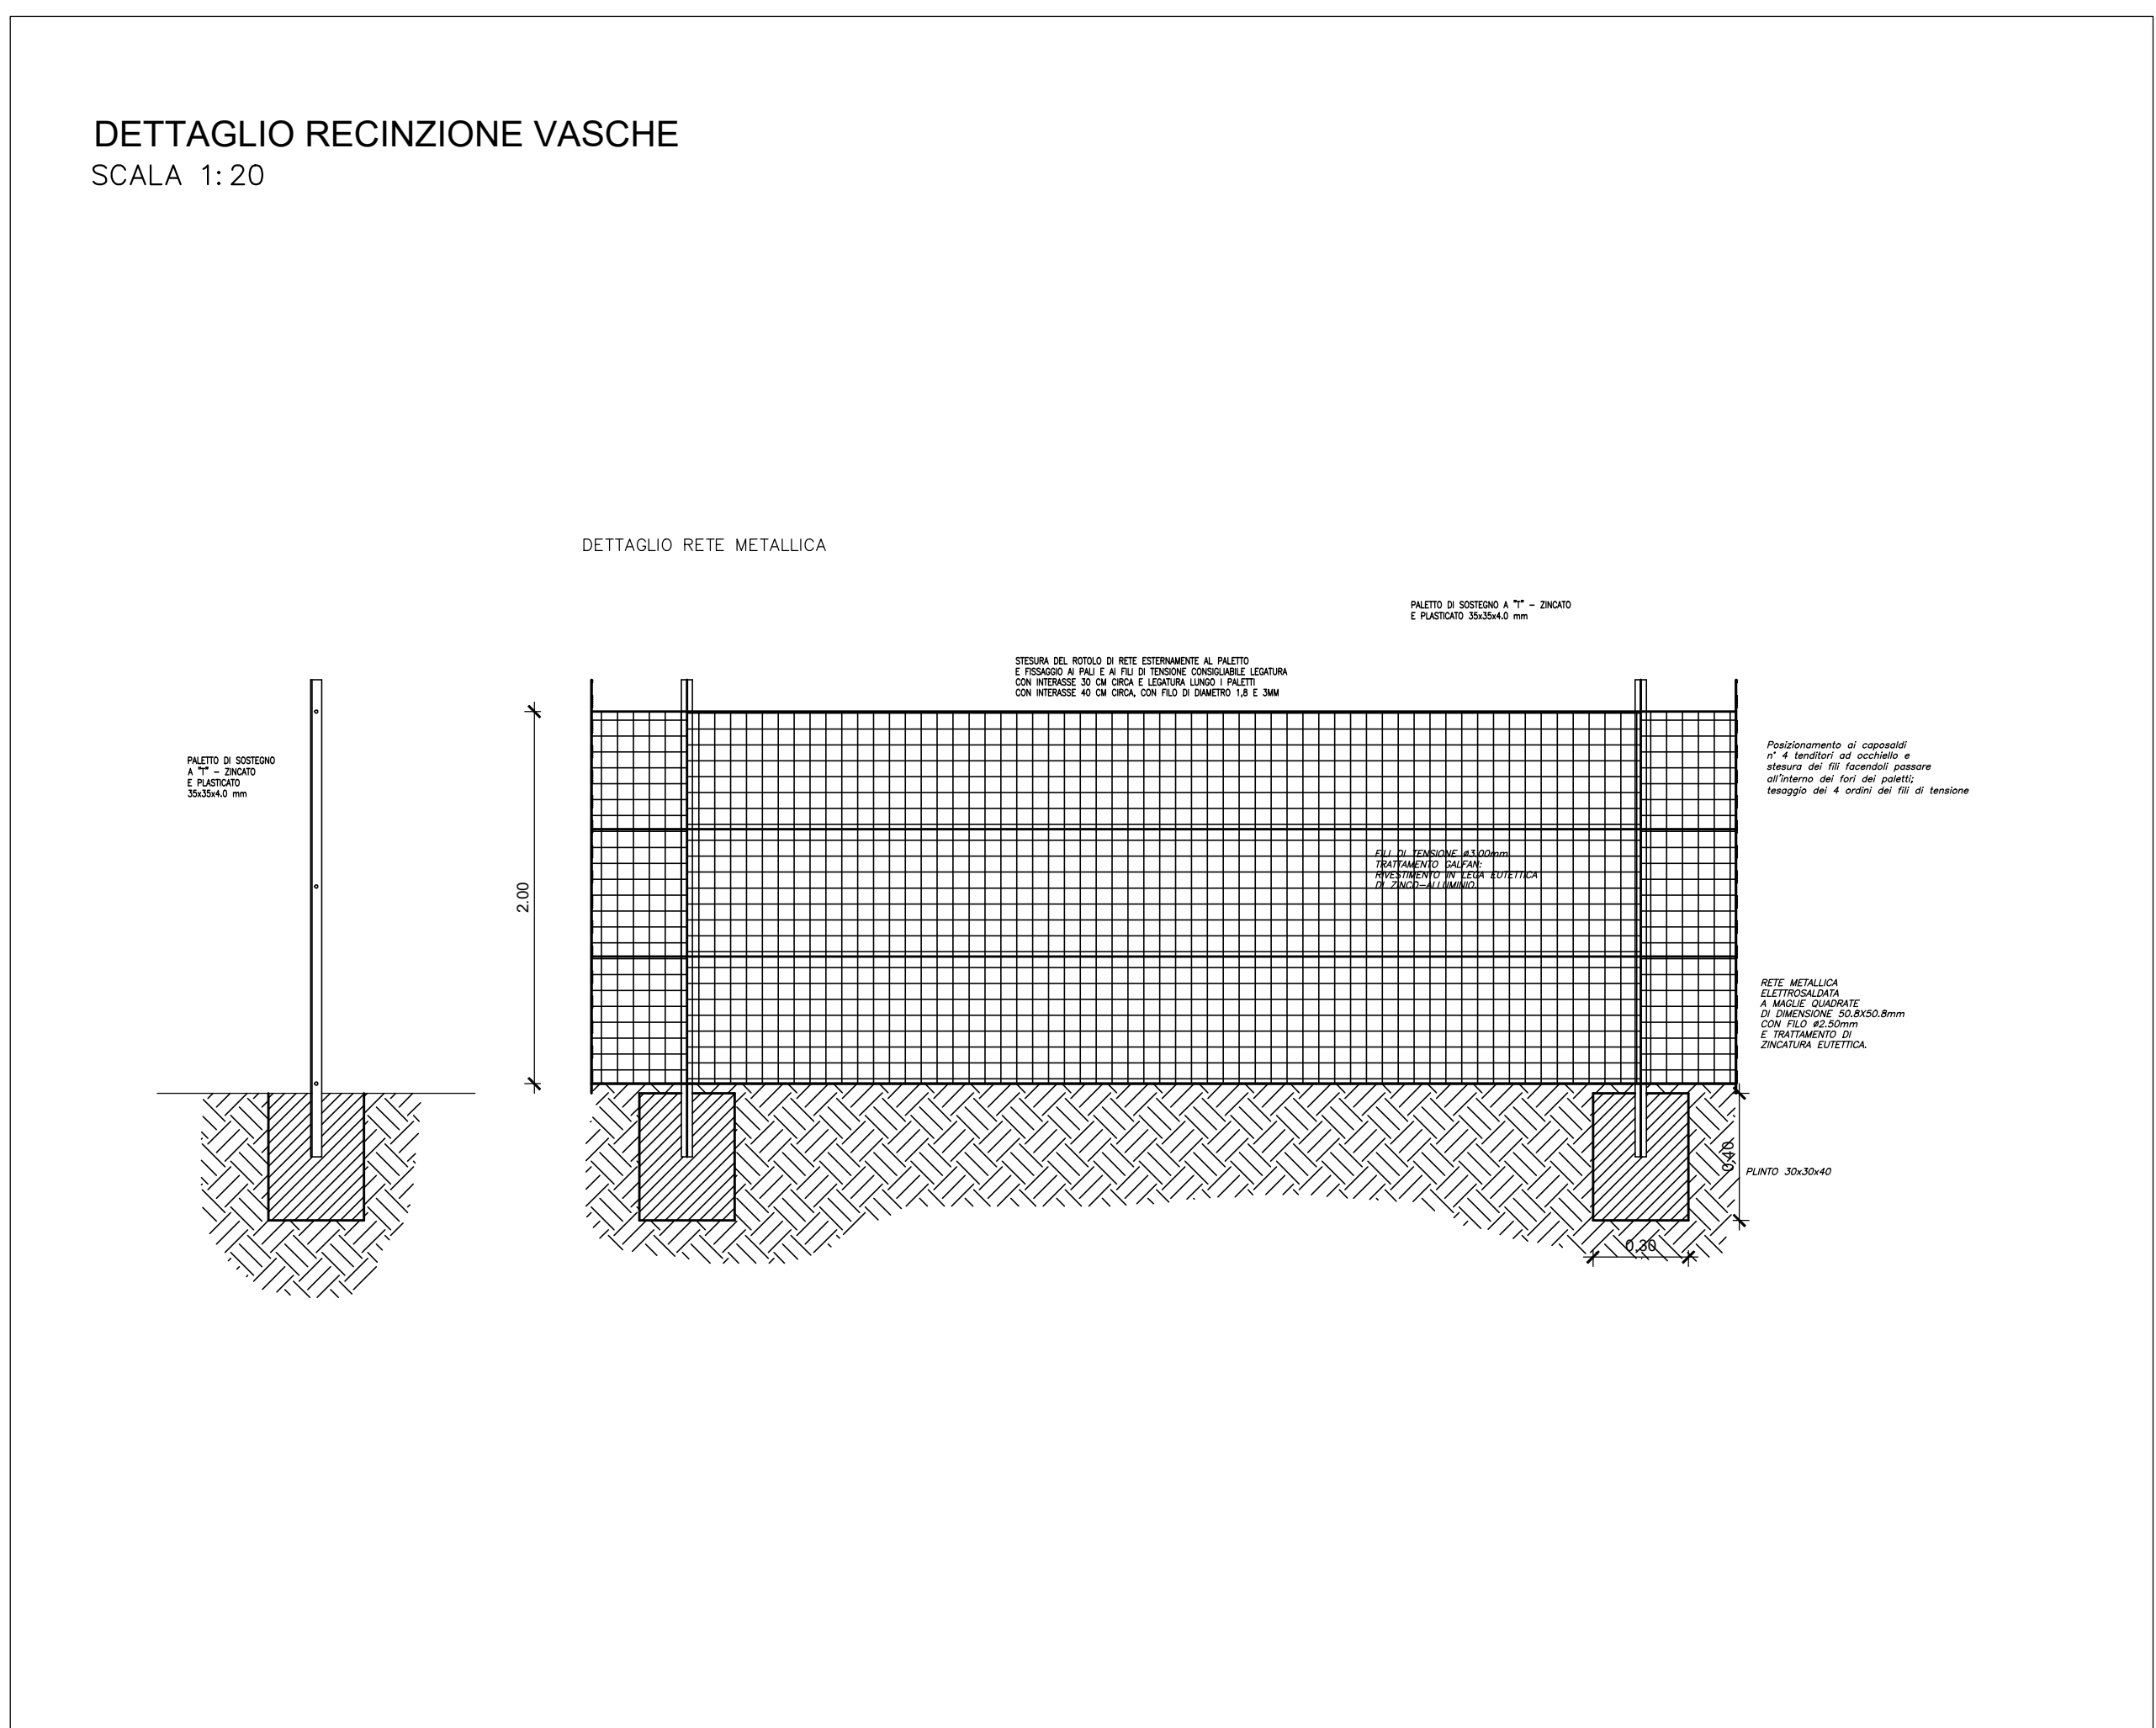 DETTAGLIO RECINZIONE VASCHE
SCALA 1:20
DETTAGLIO RETE METALLICA
PALETTO DI SOSTEGNO A "T" - ZINCATO
E PLASTICATO 35x35x4.0 mm
STESURA DEL ROTOLO DI RETE ESTERNAMENTE AL PALETTO
E FISSAGGIO AI PALI E AI FILI DI TENSIONE CONSIGLIABILE LEGATURA
CON INTERASSE 30 CM CIRCA E LEGATURA LUNGO I PALETTI
CON INTERASSE 40 CM CIRCA, CON FILO DI DIAMETRO 1,8 E 3MM
PALETTO DI SOSTEGNO
A "T" - ZINCATO
E PLASTICATO
35x35x4.0 mm
Posizionamento ai caposaldi
n° 4 tenditori ad occhiello e
stesura dei fili facendoli passare
all'interno dei fori dei paletti;
tesaggio dei 4 ordini dei fili di tensione
2.00
FILI DI TENSIONE ø3.00mm
TRATTAMENTO GALFAN:
RIVESTIMENTO IN LEGA EUTETTICA
DI ZINCO-ALLUMINIO.
RETE METALLICA
ELETTROSALDATA
A MAGLIE QUADRATE
DI DIMENSIONE 50.8X50.8mm
CON FILO ø2.50mm
E TRATTAMENTO DI
ZINCATURA EUTETTICA.
0.40
PLINTO 30x30x40
0.30